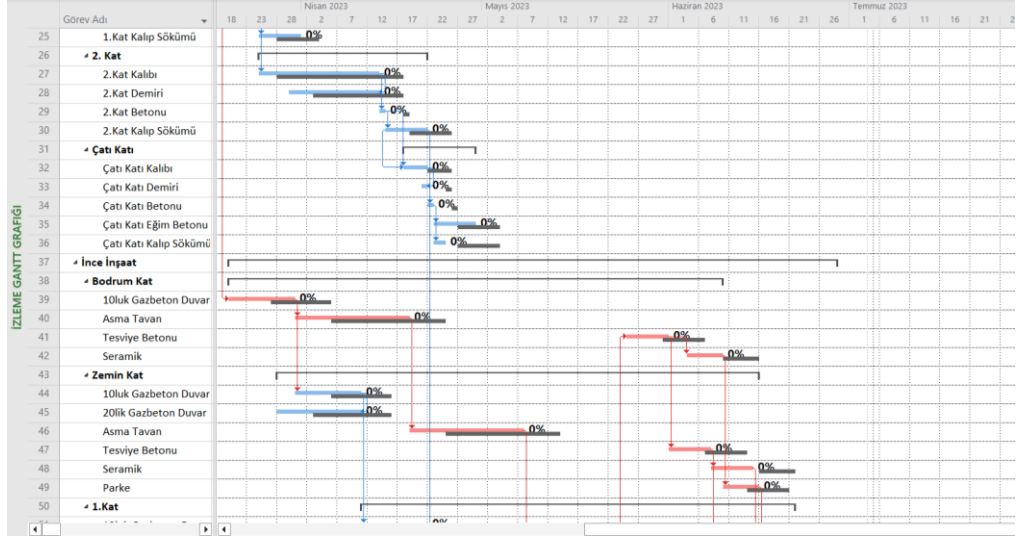 Nisan 2023 Mayıs 2023 Haziran 2023 Temmuz 2023
Görev Adı 18 23 28 2 7 12 17 22 27 2 7 12 17 22 27 1 6 11 16 21 26 1 6 11 16 21
İZLEME GANTT GRAFIĞI
25 1.Kat Kalıp Sökümü 0%
26 2. Kat
27 2.Kat Kalıbı 0%
28 2.Kat Demiri 0%
29 2.Kat Betonu 0%
30 2.Kat Kalıp Sökümü 0%
31 Çatı Katı
32 Çatı Katı Kalıbı 0%
33 Çatı Katı Demiri 0%
34 Çatı Katı Betonu 0%
35 Çatı Katı Eğim Betonu 0%
36 Çatı Katı Kalıp Sökümü 0%
37 İnce İnşaat
38 Bodrum Kat
39 10luk Gazbeton Duvar 0%
40 Asma Tavan 0%
41 Tesviye Betonu 0%
42 Seramik 0%
43 Zemin Kat
44 10luk Gazbeton Duvar 0%
45 20lik Gazbeton Duvar 0%
46 Asma Tavan 0%
47 Tesviye Betonu 0%
48 Seramik 0%
49 Parke 0%
50 1.Kat